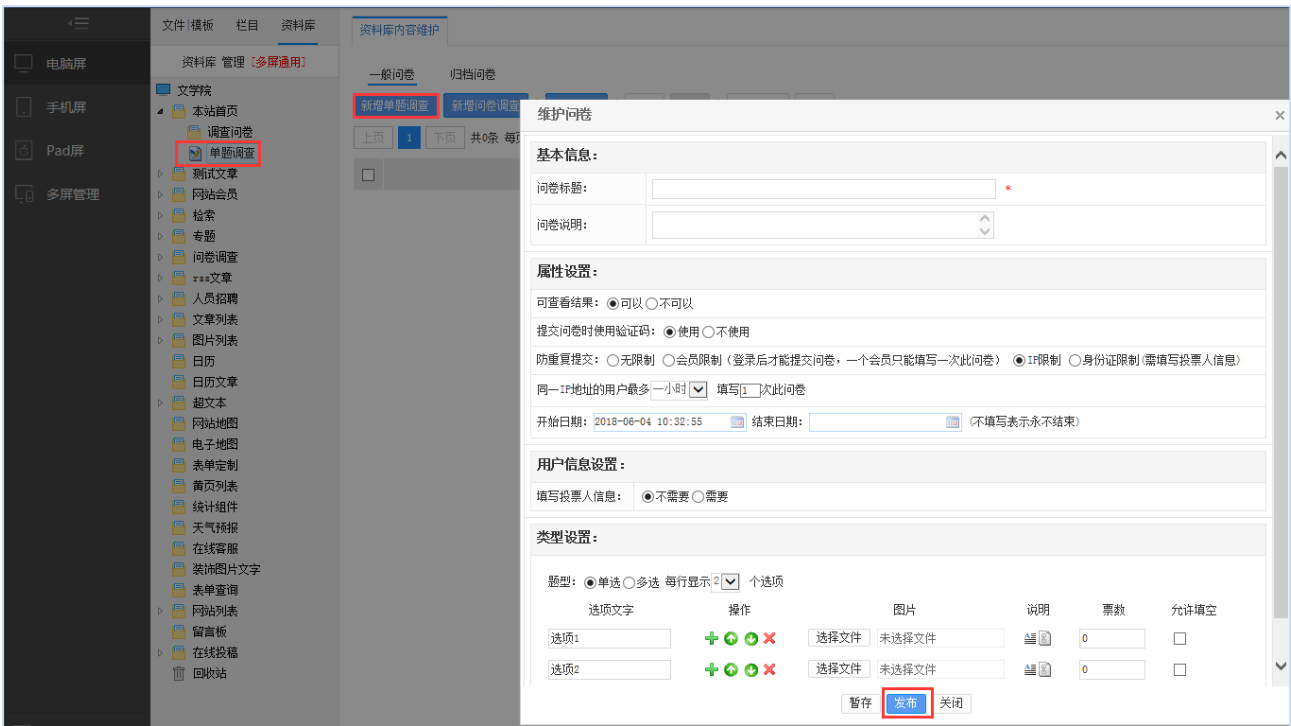 文件|模板 栏目 资料库
电脑屏
手机屏
Pad屏
多屏管理
资料库 管理 [多屏通用]
文学院
本站首页
调查问卷
单题调查
测试文章
网站会员
检索
专题
问卷调查
rss文章
人员招聘
文章列表
图片列表
日历
日历文章
超文本
网站地图
电子地图
表单定制
黄页列表
统计组件
天气预报
在线客服
装饰图片文字
表单查询
网站列表
留言板
在线投稿
回收站
资料库内容维护
一般问卷 归档问卷
新增单题调查 新增问卷调查
上页 1 下页 共0条 每页
维护问卷 ×
基本信息:
问卷标题: *
问卷说明:
属性设置:
可查看结果: 可以 不可以
提交问卷时使用验证码: 使用 不使用
防重复提交: 无限制 会员限制(登录后才能提交问卷,一个会员只能填写一次此问卷) IP限制 身份证限制(需填写投票人信息)
同一IP地址的用户最多 一小时 填写 1 次此问卷
开始日期: 2018-06-04 10:32:55 结束日期: (不填写表示永不结束)
用户信息设置:
填写投票人信息: 不需要 需要
类型设置:
题型: 单选 多选 每行显示 2 个选项
选项文字 操作 图片 说明 票数 允许填空
选项1 选择文件 未选择文件 0
选项2 选择文件 未选择文件 0
暂存 发布 关闭